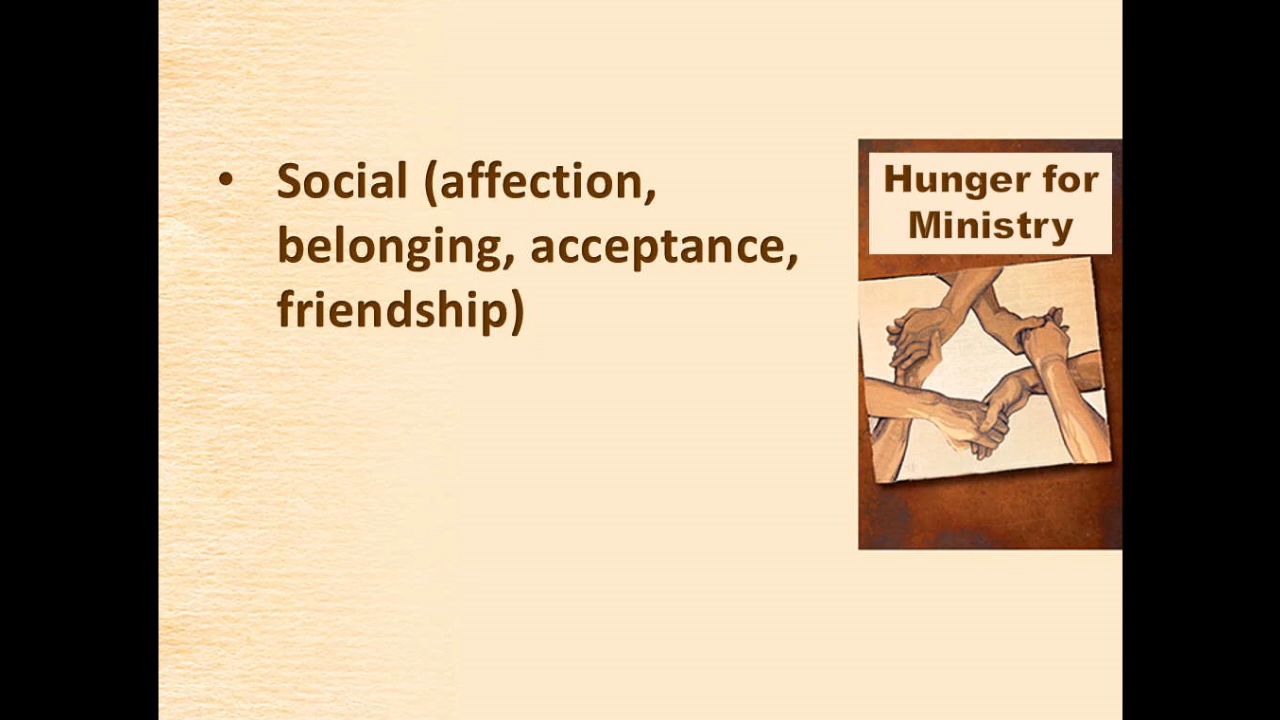 • Social (affection,
belonging, acceptance,
friendship)
Hunger for
Ministry